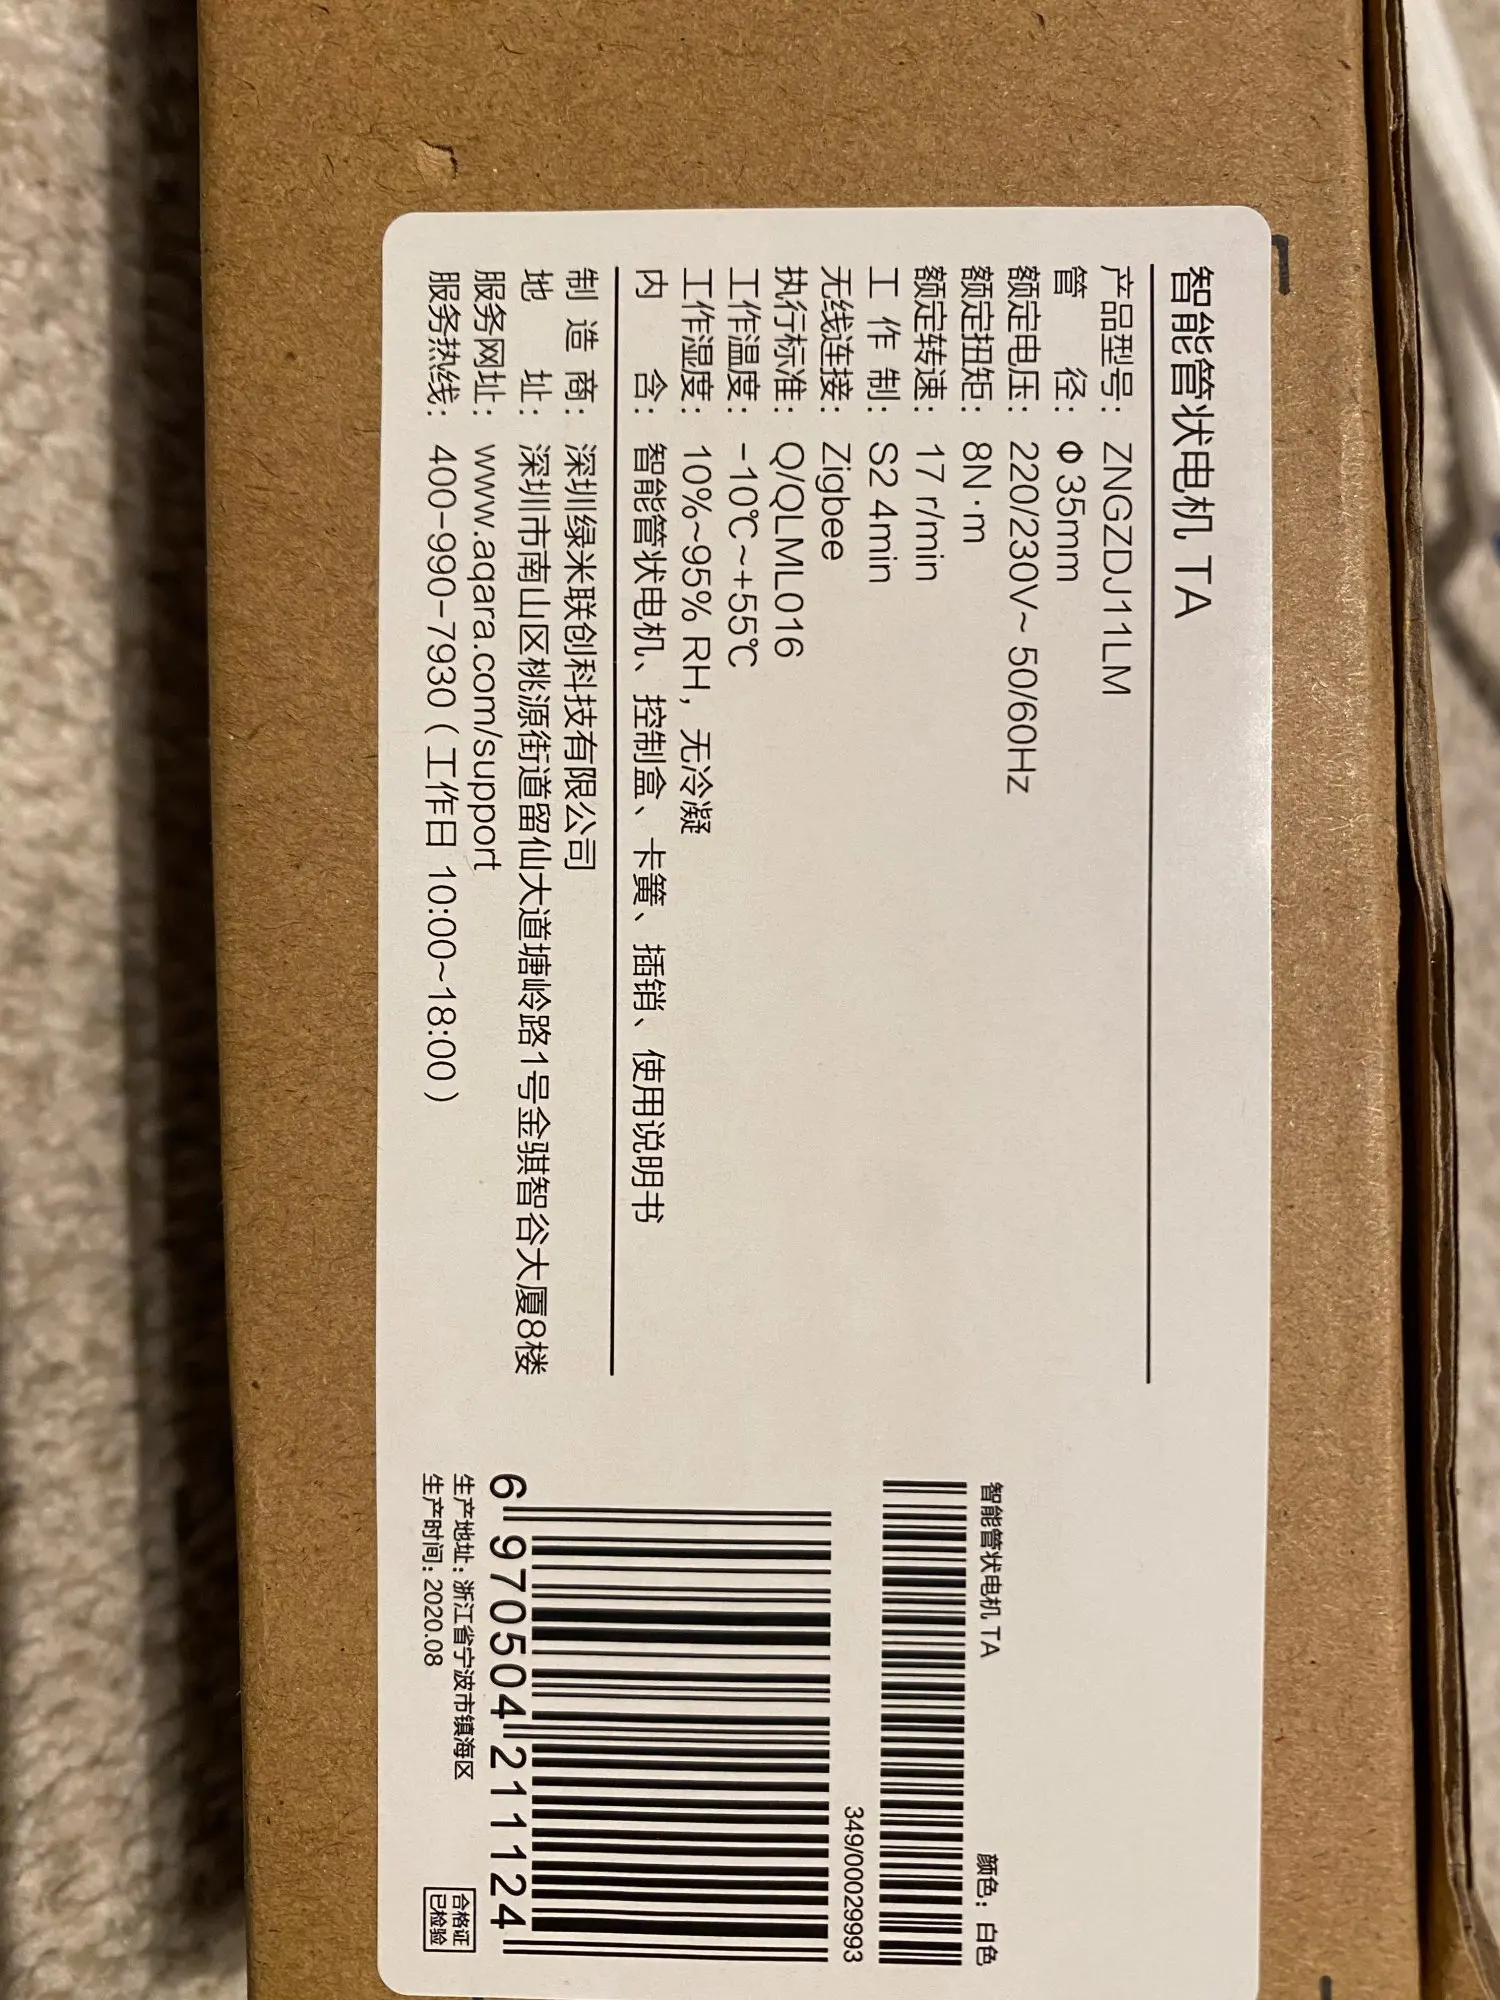 智能管状电机 TA
产品型号: ZNGZDJ11LM
管 径: Φ 35mm
额定电压: 220/230V~ 50/60Hz
额定扭矩: 8N·m
额定转速: 17 r/min
工 作 制: S2 4min
无线连接: Zigbee
执行标准: Q/QLML016
工作温度: -10℃~+55℃
工作湿度: 10%~95% RH, 无冷凝
内 含: 智能管状电机、控制盒、卡簧、插销、使用说明书
制 造 商: 深圳绿米联创科技有限公司
地 址: 深圳市南山区桃源街道留仙大道塘岭路1号金骐智谷大厦8楼
服务网址: www.aqara.com/support
服务热线: 400-990-7930 ( 工作日 10:00~18:00 )
智能管状电机 TA 颜色: 白色
349/00029993
6 970504 211124
生产地址: 浙江省宁波市镇海区
生产时间: 2020.08
合格证
已检验